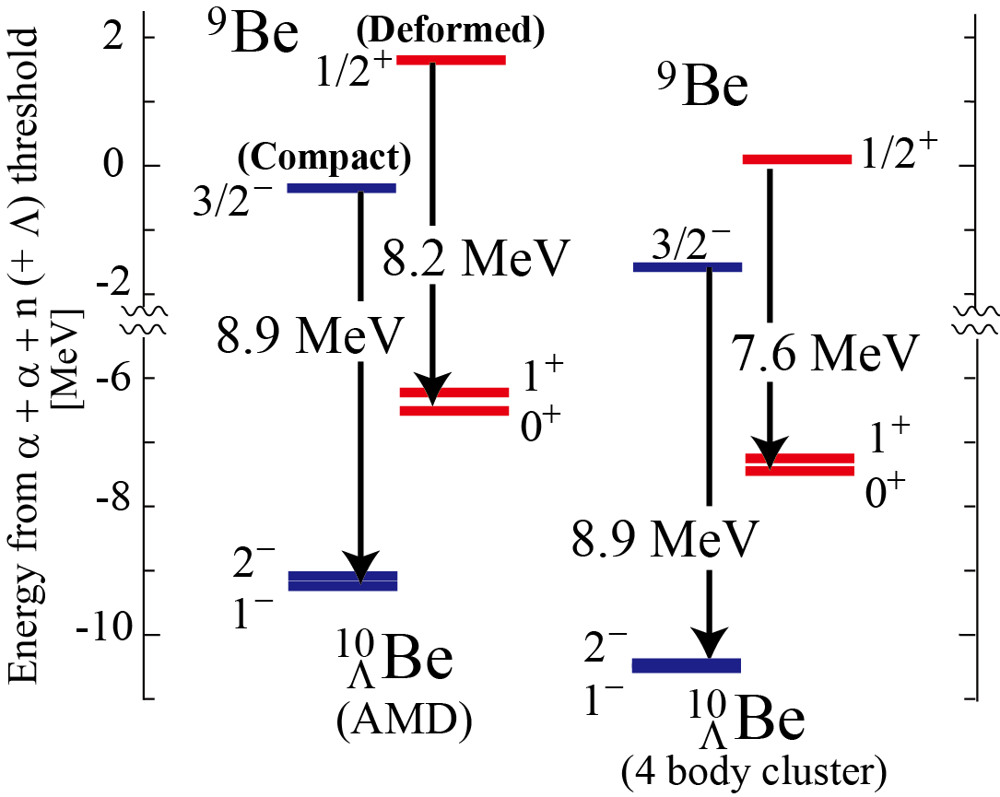 Energy from α + α + n (+ Λ) threshold
[MeV]
2
0
-2
-6
-8
-10
⁹Be
(Deformed)
1/2⁺
(Compact)
3/2⁻
8.2 MeV
8.9 MeV
1⁺
0⁺
2⁻
1⁻
¹⁰ΛBe
(AMD)
⁹Be
1/2⁺
3/2⁻
7.6 MeV
1⁺
0⁺
8.9 MeV
2⁻
1⁻
¹⁰ΛBe
(4 body cluster)